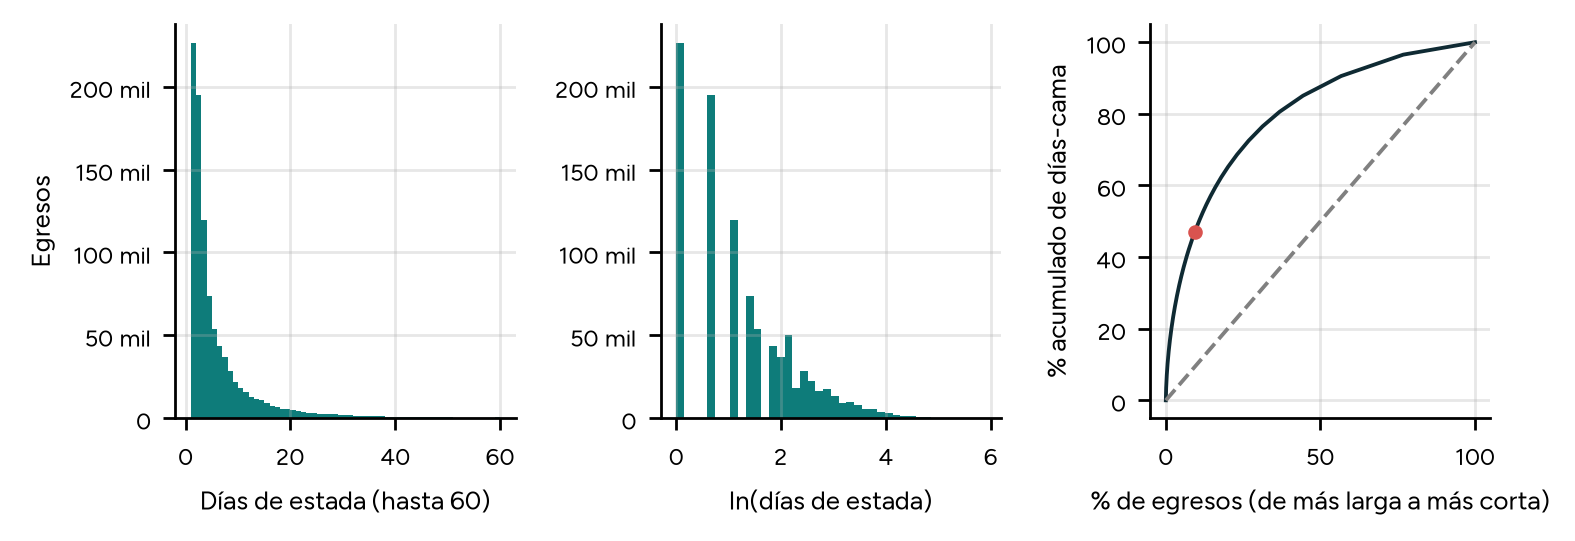 Egresos
200 mil
150 mil
100 mil
50 mil
0
0 20 40 60
Días de estada (hasta 60)
200 mil
150 mil
100 mil
50 mil
0
0 2 4 6
ln(días de estada)
% acumulado de días-cama
100
80
60
40
20
0
0 50 100
% de egresos (de más larga a más corta)